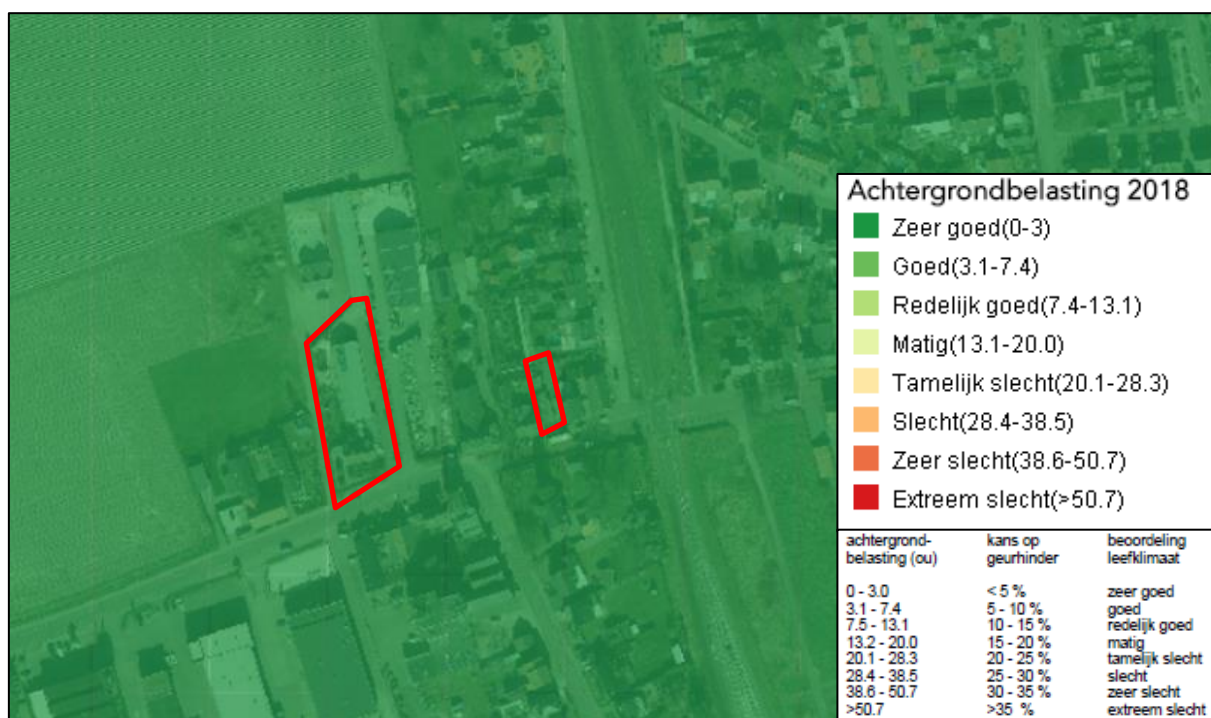 Achtergrondbelasting 2018
Zeer goed(0-3)
Goed(3.1-7.4)
Redelijk goed(7.4-13.1)
Matig(13.1-20.0)
Tamelijk slecht(20.1-28.3)
Slecht(28.4-38.5)
Zeer slecht(38.6-50.7)
Extreem slecht(>50.7)
achtergrond- kans op beoordeling
belasting (ou) geurhinder leefklimaat
0 - 3.0 < 5 % zeer goed
3.1 - 7.4 5 - 10 % goed
7.5 - 13.1 10 - 15 % redelijk goed
13.2 - 20.0 15 - 20 % matig
20.1 - 28.3 20 - 25 % tamelijk slecht
28.4 - 38.5 25 - 30 % slecht
38.6 - 50.7 30 - 35 % zeer slecht
>50.7 >35 % extreem slecht